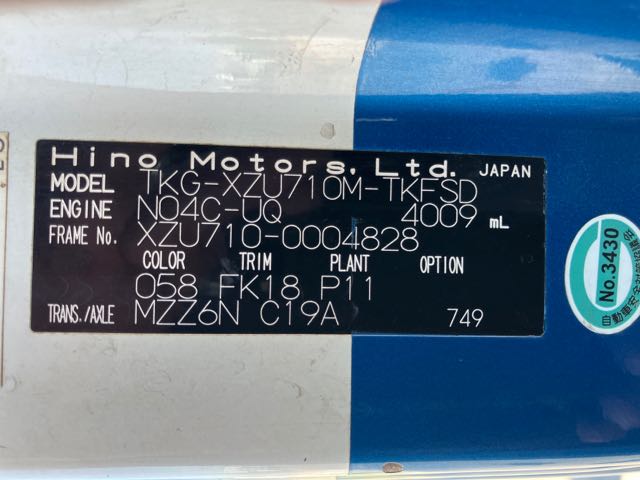 Hino Motors, Ltd. JAPAN
MODEL TKG-XZU710M-TKFSD
ENGINE N04C-UQ 4009 mL
FRAME No. XZU710-0004828
COLOR TRIM PLANT OPTION
058 FK18 P11
TRANS./AXLE MZZ6N C19A 749
No.3430